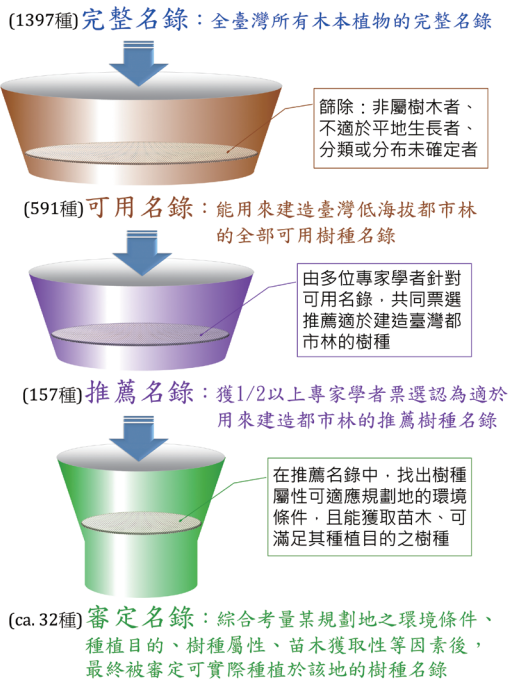 (1397種)完整名錄：全臺灣所有木本植物的完整名錄
篩除：非屬樹木者、
不適於平地生長者、
分類或分布未確定者
(591種)可用名錄：能用來建造臺灣低海拔都市林
的全部可用樹種名錄
由多位專家學者針對
可用名錄，共同票選
推薦適於建造臺灣都
市林的樹種
(157種)推薦名錄：獲1/2以上專家學者票選認為適於
用來建造都市林的推薦樹種名錄
在推薦名錄中，找出樹種
屬性可適應規劃地的環境
條件，且能獲取苗木、可
滿足其種植目的之樹種
(ca. 32種)審定名錄：綜合考量某規劃地之環境條件、
種植目的、樹種屬性、苗木獲取性等因素後，
最終被審定可實際種植於該地的樹種名錄